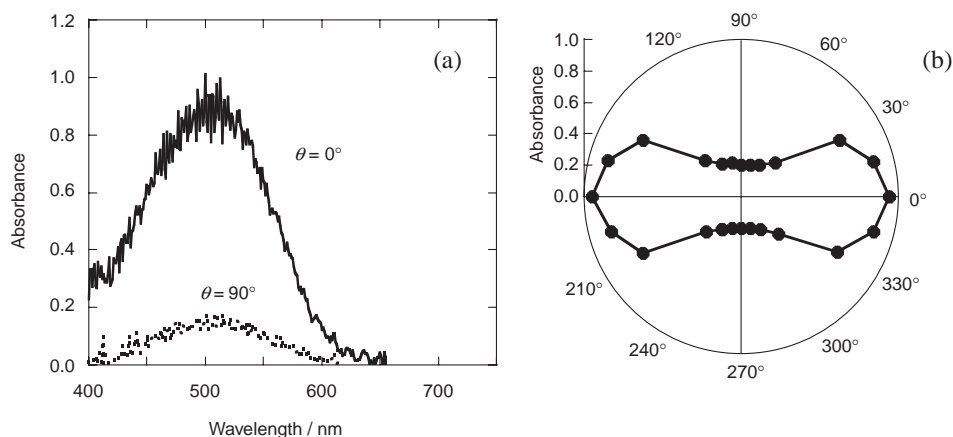 (a)
Absorbance
1.2
1.0
0.8
0.6
0.4
0.2
0.0
θ = 0°
θ = 90°
400 500 600 700
Wavelength / nm
(b)
Absorbance
1.0
0.8
0.6
0.4
0.2
0.0
90°
120° 60°
30°
0°
210° 330°
240° 300°
270°